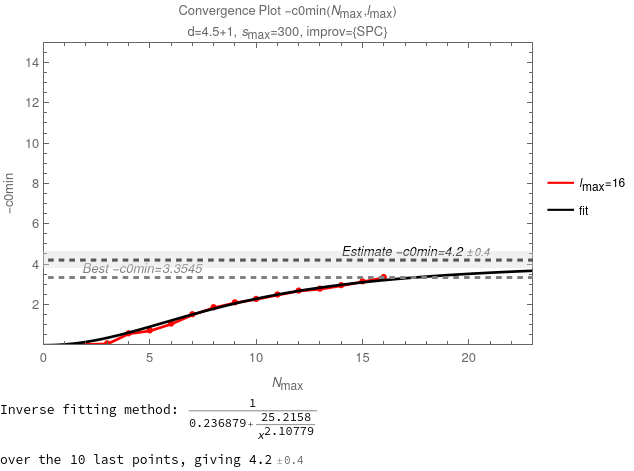 Convergence Plot −c0min(Nmax,lmax)
d=4.5+1, smax=300, improv={SPC}
14
12
10
8
6
4
2
−c0min
Estimate −c0min=4.2 ±0.4
Best −c0min=3.3545
lmax=16
fit
0 5 10 15 20
Nmax
Inverse fitting method: 1
0.236879+ 25.2158
x^2.10779
over the 10 last points, giving 4.2 ±0.4